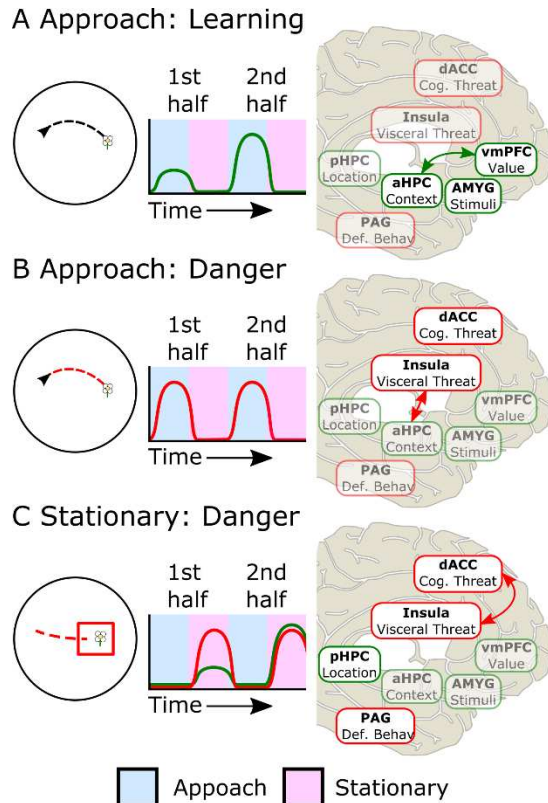 A Approach: Learning
1st half
2nd half
Time
dACC
Cog. Threat
Insula
Visceral Threat
pHPC
Location
vmPFC
Value
aHPC
Context
AMYG
Stimuli
PAG
Def. Behav
B Approach: Danger
1st half
2nd half
Time
dACC
Cog. Threat
Insula
Visceral Threat
pHPC
Location
vmPFC
Value
aHPC
Context
AMYG
Stimuli
PAG
Def. Behav
C Stationary: Danger
1st half
2nd half
Time
dACC
Cog. Threat
Insula
Visceral Threat
pHPC
Location
vmPFC
Value
aHPC
Context
AMYG
Stimuli
PAG
Def. Behav
Appoach
Stationary